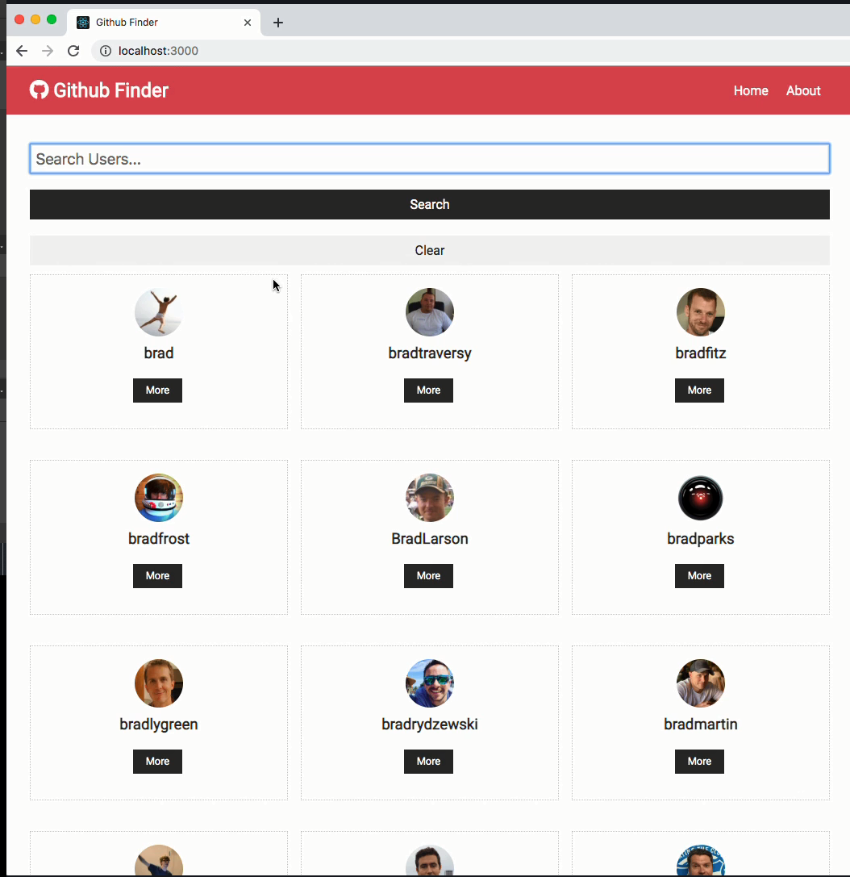 Github Finder
localhost:3000
Github Finder Home About
Search Users...
Search
Clear
brad bradtraversy bradfitz
More More More
bradfrost BradLarson bradparks
More More More
bradlygreen bradrydzewski bradmartin
More More More